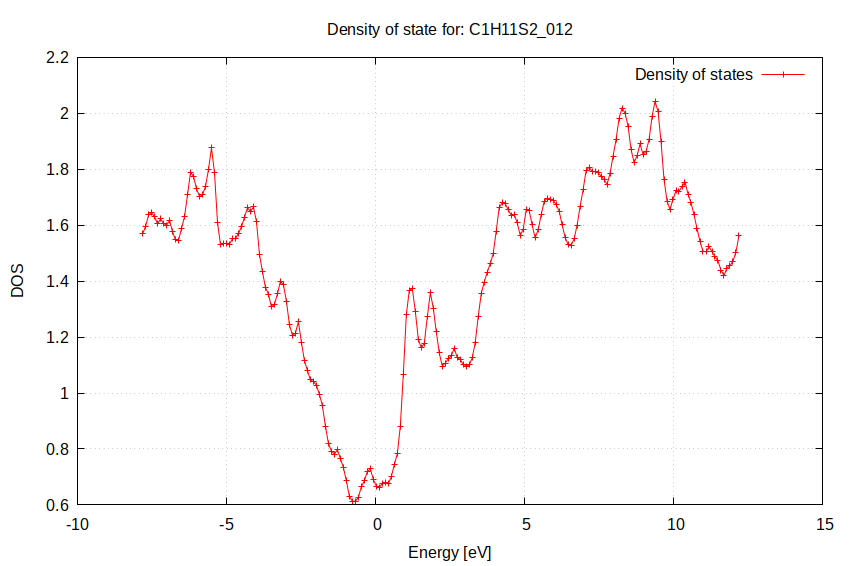 Density of state for: C1H11S2_012
Density of states
2.2
2
1.8
1.6
1.4
1.2
1
0.8
0.6
DOS
-10 -5 0 5 10 15
Energy [eV]